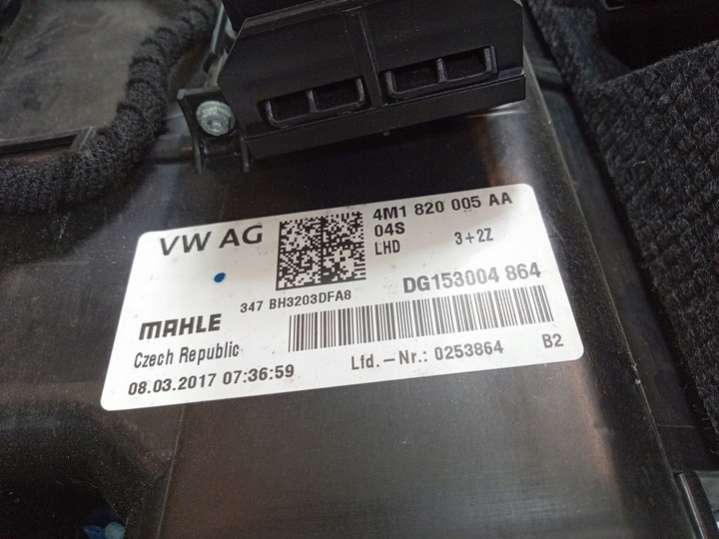 VW AG
4M1 820 005 AA
04S
LHD 3+2Z
347 BH3203DFA8
DG153004 864
MAHLE
Czech Republic
08.03.2017 07:36:59
Lfd.-Nr.: 0253864 B2